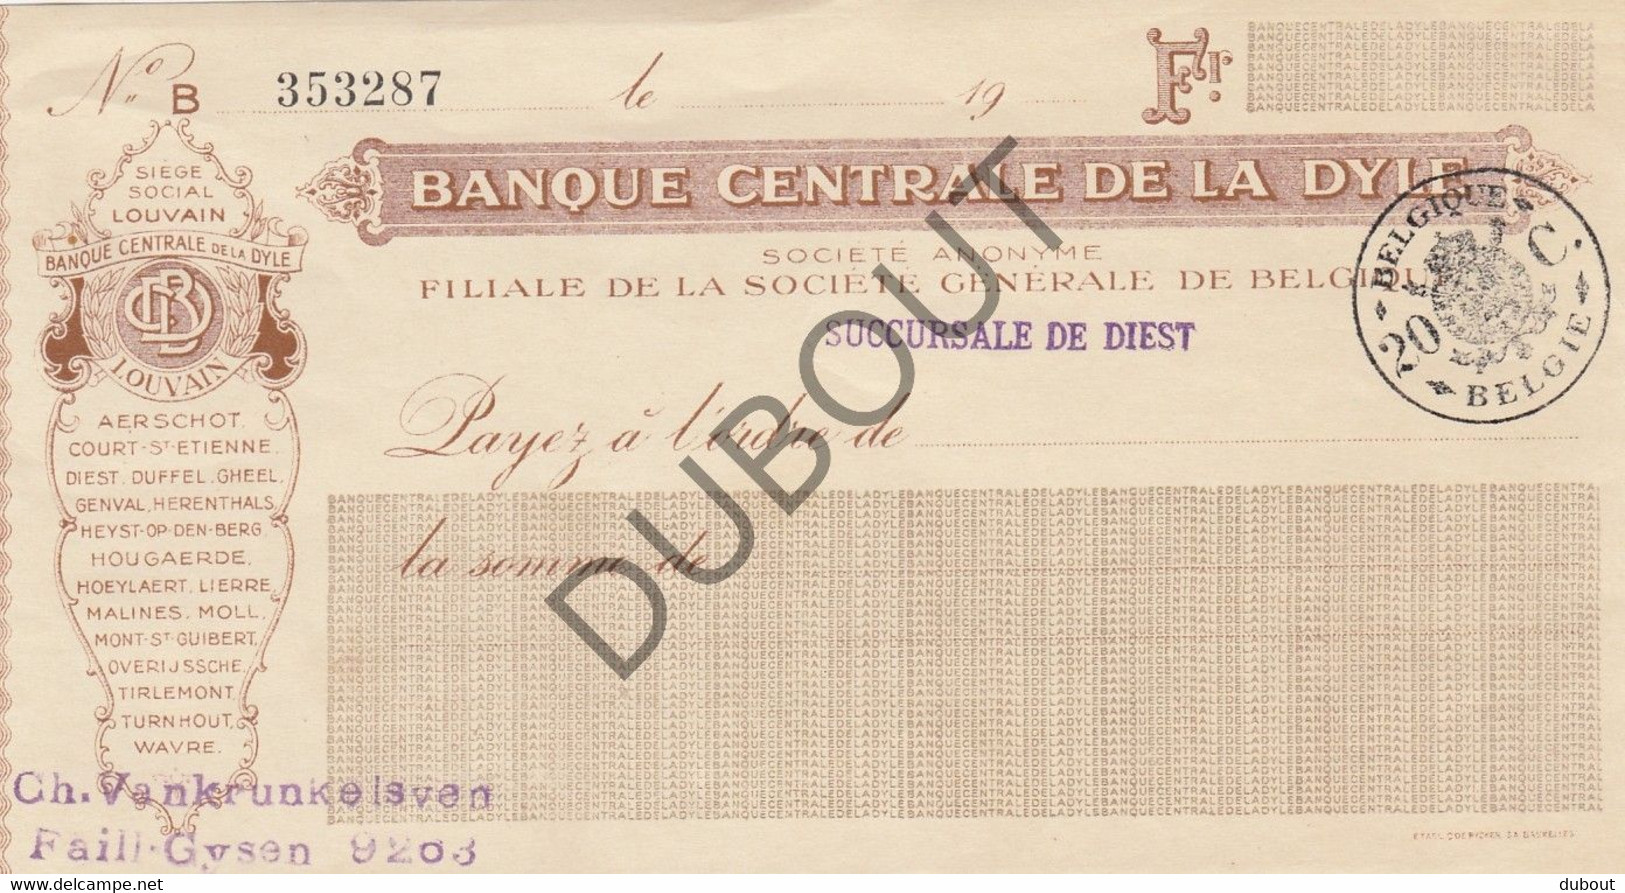 Nº B 353287 le 19 Fr.
BANQUE CENTRALE DE LA DYLE
SOCIÉTÉ ANONYME
FILIALE DE LA SOCIÉTÉ GÉNÉRALE DE BELGIQUE
SUCCURSALE DE DIEST
BELGIQUE
20 C.
BELGIE
Payez à l'ordre de
la somme de
SIÈGE
SOCIAL
LOUVAIN
BANQUE CENTRALE DE LA DYLE
BCD
LOUVAIN
AERSCHOT.
COURT-ST-ETIENNE.
DIEST. DUFFEL. GHEEL.
GENVAL, HERENTHALS,
HEYST-OP-DEN-BERG.
HOUGAERDE.
HOEYLAERT. LIERRE
MALINES. MOLL.
MONT-ST-GUIBERT.
OVERIJSSCHE.
TIRLEMONT.
TURNHOUT.
WAVRE.
Ch. Vankrunkelsven
Faill. Gysen 9263
DUBOUT
delcampe.net
dubout